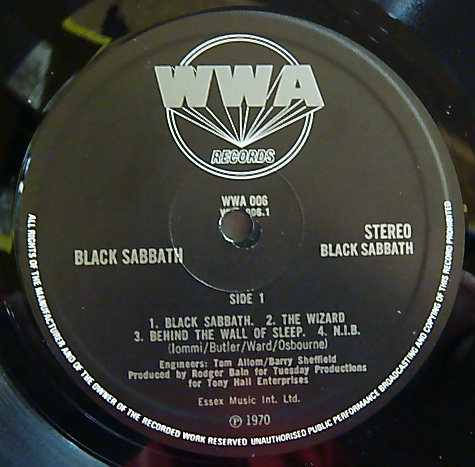 WWA
RECORDS
WWA 006
BLACK SABBATH
STEREO
BLACK SABBATH
SIDE 1
1. BLACK SABBATH. 2. THE WIZARD
3. BEHIND THE WALL OF SLEEP. 4. N.I.B.
(Iommi/Butler/Ward/Osbourne)
Engineers: Tom Allom/Barry Sheffield
Produced by Rodger Bain for Tuesday Productions
for Tony Hall Enterprises
Essex Music Int. Ltd.
℗ 1970
ALL RIGHTS OF THE MANUFACTURER AND OF THE OWNER OF THE RECORDED WORK RESERVED UNAUTHORISED PUBLIC PERFORMANCE BROADCASTING AND COPYING OF THIS RECORD PROHIBITED